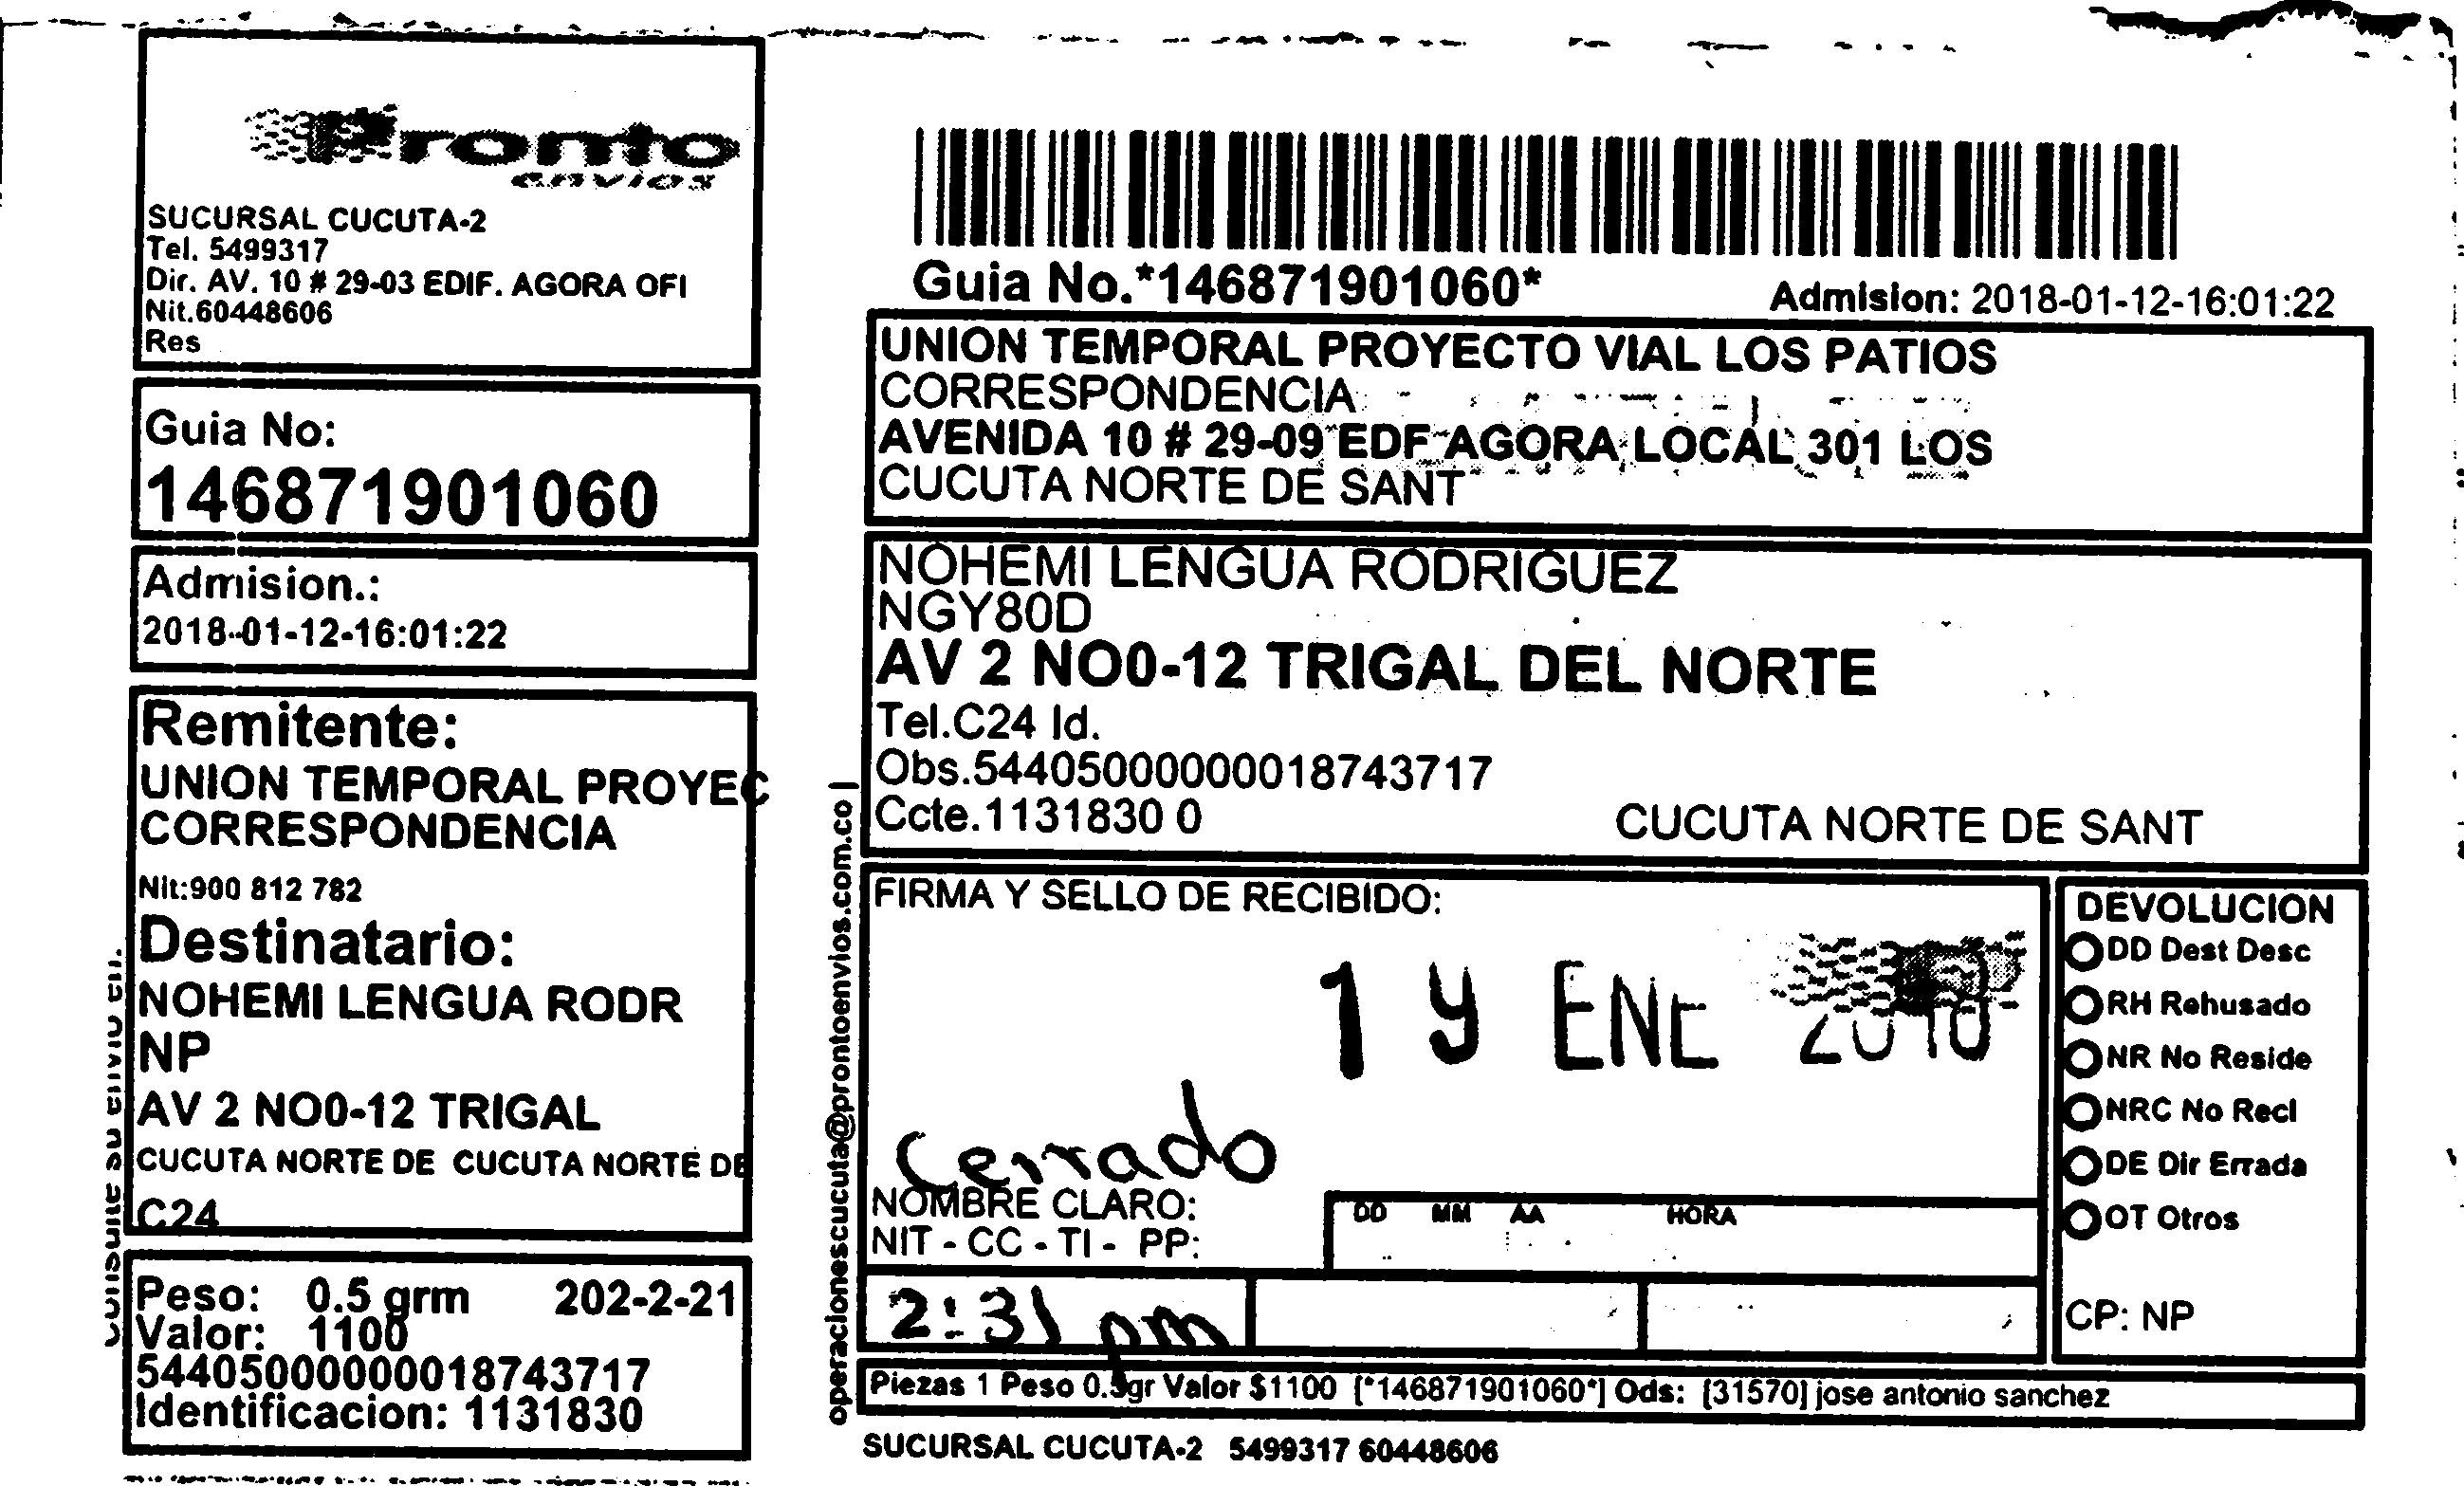 Pronto
envios
SUCURSAL CUCUTA-2
Tel. 5499317
Dir. AV. 10 # 29-03 EDIF. AGORA OFI
Nit.60448606
Res
Guia No:
146871901060
Admision.:
2018-01-12-16:01:22
Remitente:
UNION TEMPORAL PROYEC
CORRESPONDENCIA
Nit:900 812 782
Destinatario:
NOHEMI LENGUA RODR
NP
AV 2 NO0-12 TRIGAL
CUCUTA NORTE DE CUCUTA NORTE DE
C24
Peso: 0.5 grm 202-2-21
Valor: 1100
544050000000018743717
Identificacion: 1131830
Consulte su envio en:
operacionescucuta@prontoenvios.com.co |
Guia No.*146871901060*
Admision: 2018-01-12-16:01:22
UNION TEMPORAL PROYECTO VIAL LOS PATIOS
CORRESPONDENCIA
AVENIDA 10 # 29-09 EDF AGORA LOCAL 301 LOS
CUCUTA NORTE DE SANT
NOHEMI LENGUA RODRIGUEZ
NGY80D
AV 2 NO0-12 TRIGAL DEL NORTE
Tel.C24 Id.
Obs.544050000000018743717
Ccte.1131830 0
CUCUTA NORTE DE SANT
FIRMA Y SELLO DE RECIBIDO:
ENE 2018
Cerrado
NOMBRE CLARO:
NIT - CC - TI - PP:
DD MM AA HORA
2:31 pm
DEVOLUCION
DD Dest Desc
RH Rehusado
NR No Reside
NRC No Recl
DE Dir Errada
OT Otros
CP: NP
Piezas 1 Peso 0.5gr Valor $1100 [*146871901060*] Ods: [31570] jose antonio sanchez
SUCURSAL CUCUTA-2 5499317 60448606